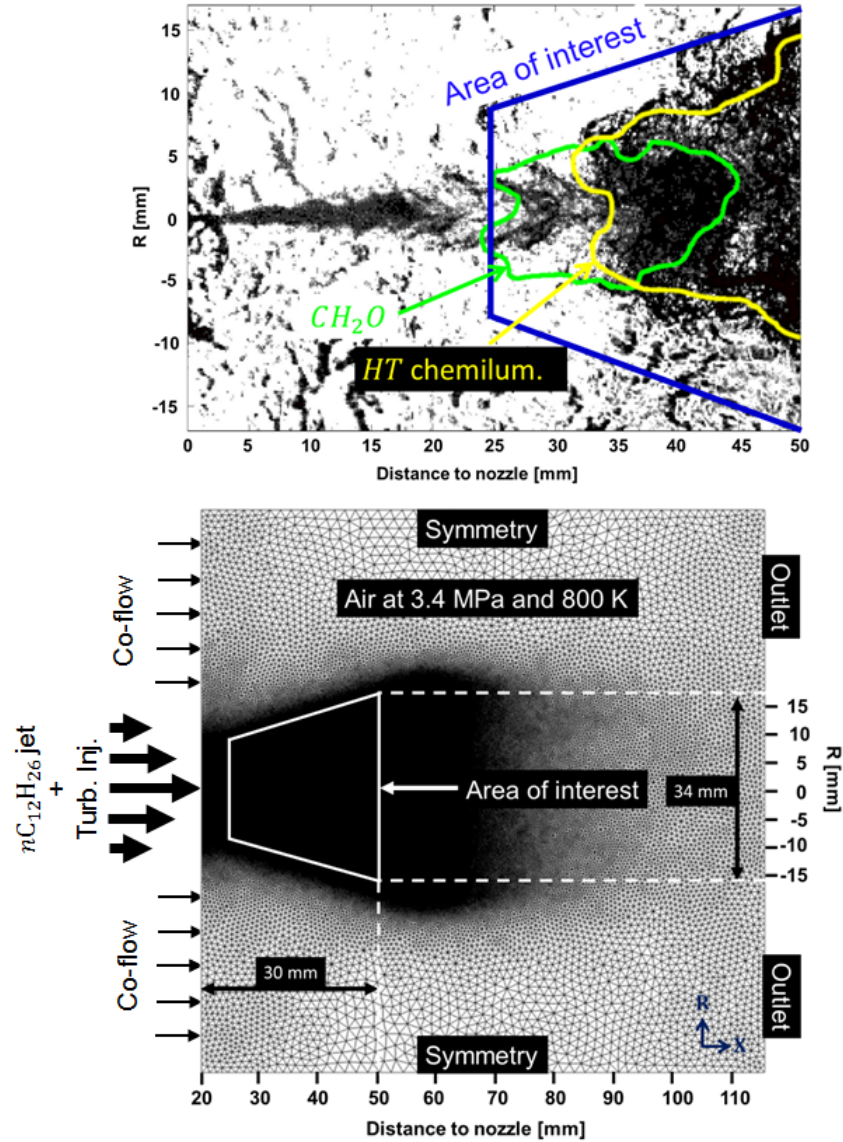 15
10
5
0
-5
-10
-15
R [mm]
Area of interest
CH₂O
HT chemilum.
0 5 10 15 20 25 30 35 40 45 50
Distance to nozzle [mm]
Symmetry
Co-flow
Air at 3.4 MPa and 800 K
Outlet
nC₁₂H₂₆ jet
+
Turb. Inj.
Area of interest
34 mm
15
10
5
0
-5
-10
-15
R [mm]
Co-flow
30 mm
Outlet
R
X
Symmetry
20 30 40 50 60 70 80 90 100 110
Distance to nozzle [mm]